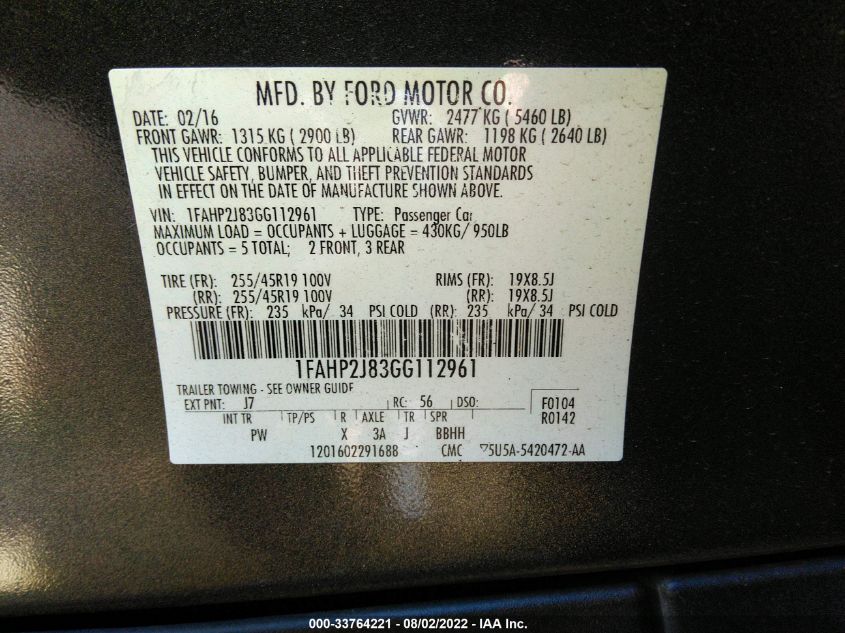 MFD. BY FORD MOTOR CO.
DATE: 02/16 GVWR: 2477 KG ( 5460 LB)
FRONT GAWR: 1315 KG ( 2900 LB) REAR GAWR: 1198 KG ( 2640 LB)
THIS VEHICLE CONFORMS TO ALL APPLICABLE FEDERAL MOTOR
VEHICLE SAFETY, BUMPER, AND THEFT PREVENTION STANDARDS
IN EFFECT ON THE DATE OF MANUFACTURE SHOWN ABOVE.
VIN: 1FAHP2J83GG112961 TYPE: Passenger Car
MAXIMUM LOAD = OCCUPANTS + LUGGAGE = 430KG/ 950LB
OCCUPANTS = 5 TOTAL; 2 FRONT, 3 REAR
TIRE (FR): 255/45R19 100V RIMS (FR): 19X8.5J
(RR): 255/45R19 100V (RR): 19X8.5J
PRESSURE (FR): 235 kPa/ 34 PSI COLD (RR): 235 kPa/ 34 PSI COLD
1FAHP2J83GG112961
TRAILER TOWING - SEE OWNER GUIDE
EXT PNT: J7 RC: 56 DSO: F0104
INT TR TP/PS R AXLE TR SPR R0142
PW X 3A J BBHH
1201602291688 CMC 5U5A-5420472-AA
000-33764221 - 08/02/2022 - IAA Inc.